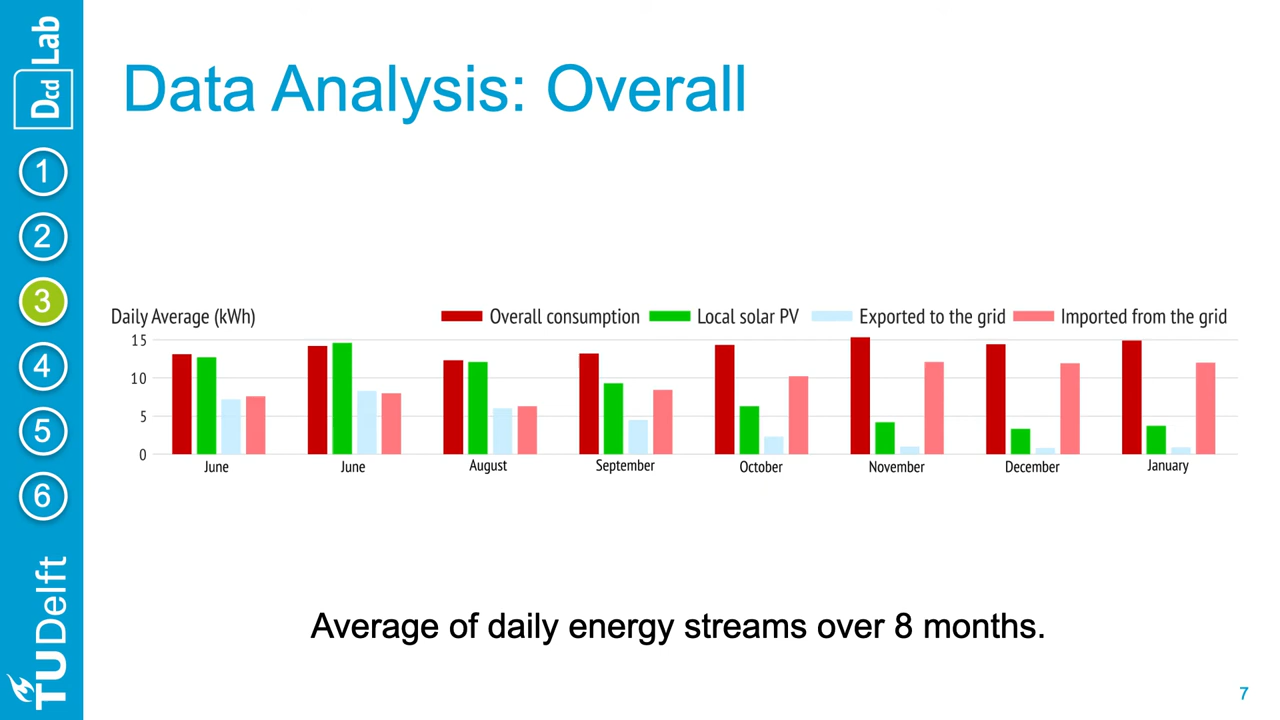 Data Analysis: Overall
Dcd Lab
1
2
3
4
5
6
TUDelft
Daily Average (kWh)
Overall consumption
Local solar PV
Exported to the grid
Imported from the grid
15
10
5
0
June
June
August
September
October
November
December
January
Average of daily energy streams over 8 months.
7